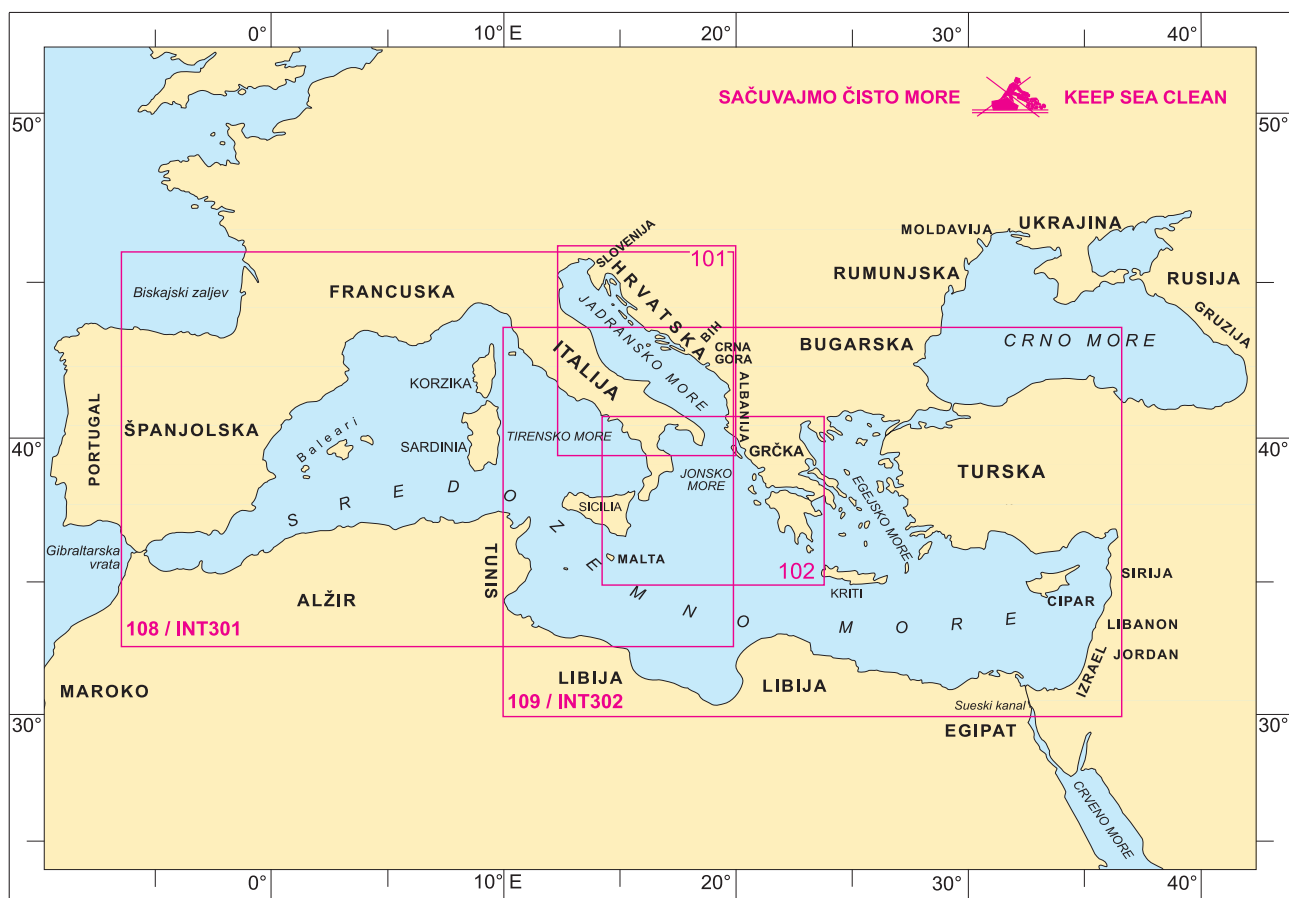 0° 10° E 20° 30° 40°
SAČUVAJMO ČISTO MORE KEEP SEA CLEAN
50° 50°
MOLDAVIJA UKRAJINA
SLOVENIJA
101
RUMUNJSKA RUSIJA
Biskajski zaljev FRANCUSKA
HRVATSKA
GRUZIJA
JADRANSKO MORE
BIH
CRNA
GORA
BUGARSKA CRNO MORE
ITALIJA
KORZIKA
ALBANIJA
PORTUGAL
ŠPANJOLSKA
Baleari
40° 40°
SARDINIA
TIRENSKO MORE
GRČKA
JONSKO
MORE
TURSKA
EGEJSKO MORE
SREDOZEMNO MORE
SICILIA
Gibraltarska
vrata
TUNIS
MALTA
102
KRITI
SIRIJA
CIPAR
ALŽIR
LIBANON
108 / INT301
JORDAN
IZRAEL
MAROKO
LIBIJA
LIBIJA
109 / INT302
Sueski kanal
30° 30°
EGIPAT
CRVENO MORE
0° 10° E 20° 30° 40°